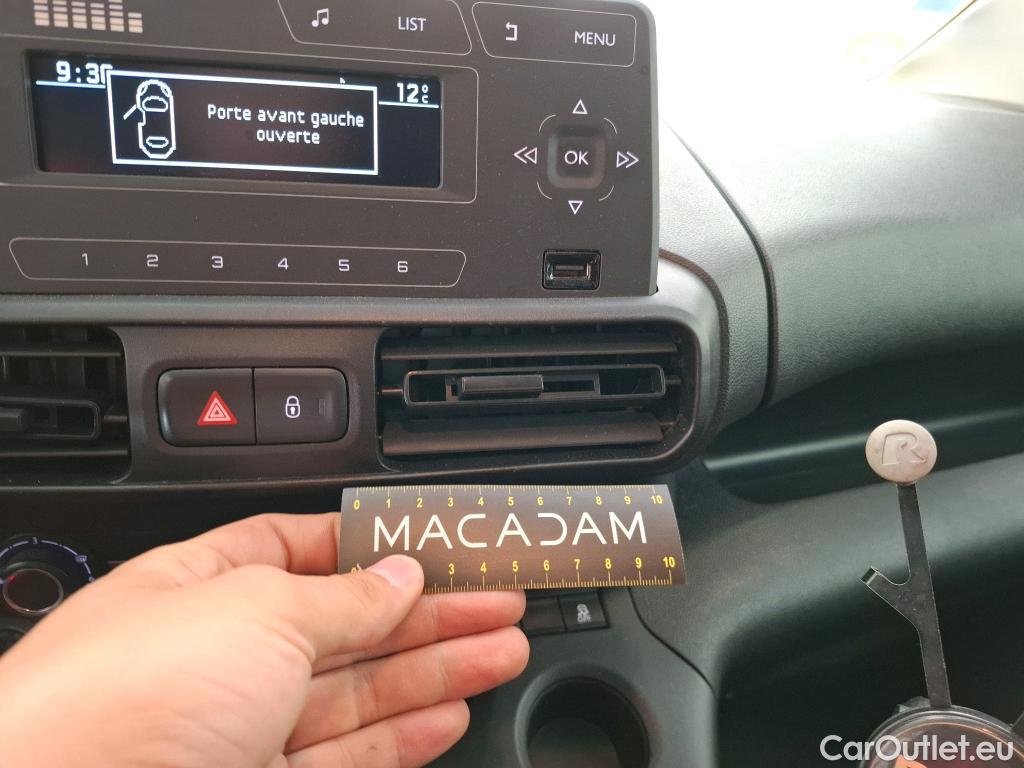 LIST
MENU
9:30
12°C
Porte avant gauche
ouverte
OK
1 2 3 4 5 6
0 1 2 3 4 5 6 7 8 9 10
MACADAM
3 4 5 6 7 8 9 10
R
3
OFF
CarOutlet.eu